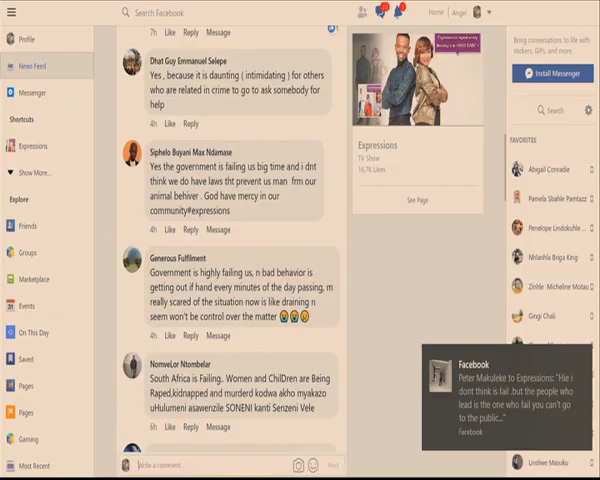 Search Facebook
Home
Angel
Profile
News Feed
Messenger
Shortcuts
Expressions
Show More...
Explore
Friends
Groups
Marketplace
Events
On This Day
Saved
Pages
Pages
Gaming
Most Recent
7h Like Reply Message
Dhat Guy Emmanuel Selepe
Yes , because it is daunting ( intimidating ) for others
who are related in crime to go to ask somebody for
help
4h Like Reply
Siphelo Buyani Max Ndamase
Yes the government is failing us big time and i dnt
think we do have laws tht prevent us man frm our
animal behiver . God have mercy in our
community#expressions
4h Like Reply Message
Generous Fulfilment
Government is highly failing us, n bad behavior is
getting out if hand every minutes of the day passing, m
really scared of the situation now is like draining n
seem won't be control over the matter 😭😭😢
4h Like Reply Message
NomveLor Ntombelar
South Africa is Failing.. Women and ChilDren are Being
Raped,kidnapped and murderd kodwa akho myakazo
uHulumeni asawenzile SONENI kanti Senzeni Vele
6h Like Reply Message
Write a comment...
Post
Expressions
TV Show
16,7K Likes
See Page
Bring conversations to life with
stickers, GIFs, and more.
Install Messenger
Search
FAVORITES
Abigail Conradie
Pamela Sbahle Pamtazz
Penelope Lindokuhle ...
Nhlanhla Briga King
Zinhle Micheline Motau
Gingi Chali
Facebook
Peter Makuleke to Expressions: "Hie i
dont think is fail .but the people who
lead is the one who fail you can't go
to the public..."
Facebook
Lindiwe Masuku